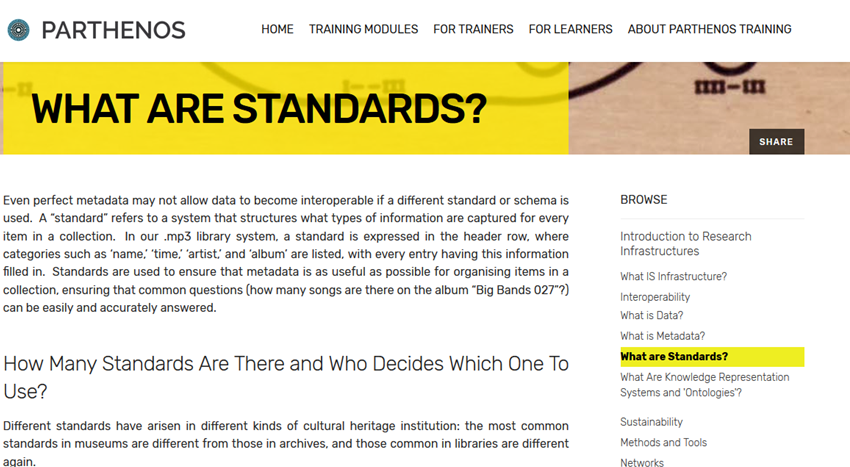 PARTHENOS
HOME TRAINING MODULES FOR TRAINERS FOR LEARNERS ABOUT PARTHENOS TRAINING
WHAT ARE STANDARDS?
SHARE
Even perfect metadata may not allow data to become interoperable if a different standard or schema is
used. A “standard” refers to a system that structures what types of information are captured for every
item in a collection. In our .mp3 library system, a standard is expressed in the header row, where
categories such as ‘name,’ ‘time,’ ‘artist,’ and ‘album’ are listed, with every entry having this information
filled in. Standards are used to ensure that metadata is as useful as possible for organising items in a
collection, ensuring that common questions (how many songs are there on the album “Big Bands 027”?)
can be easily and accurately answered.
How Many Standards Are There and Who Decides Which One To
Use?
Different standards have arisen in different kinds of cultural heritage institution: the most common
standards in museums are different from those in archives, and those common in libraries are different
again.
BROWSE
Introduction to Research
Infrastructures
What IS Infrastructure?
Interoperability
What is Data?
What is Metadata?
What are Standards?
What Are Knowledge Representation
Systems and 'Ontologies'?
Sustainability
Methods and Tools
Networks